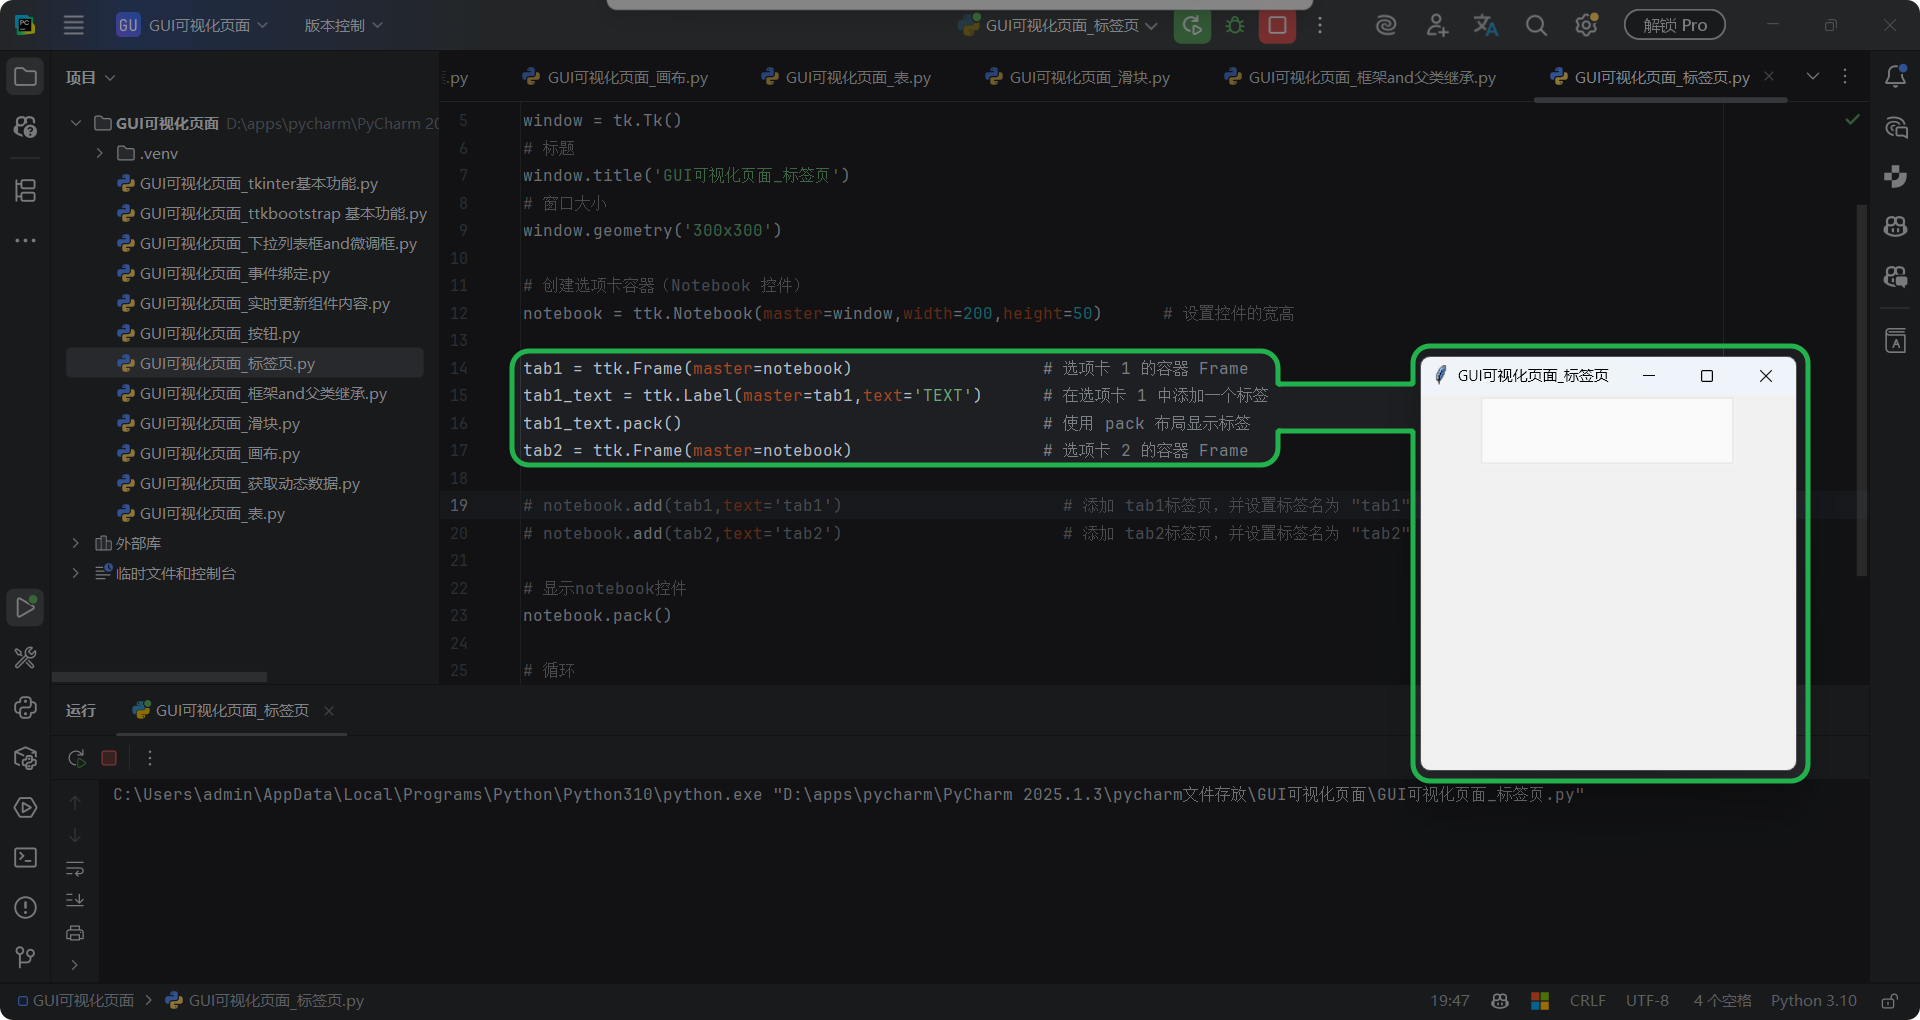 PC
GU GUI可视化页面 版本控制 GUI可视化页面_标签页 解锁 Pro
项目
.py GUI可视化页面_画布.py GUI可视化页面_表.py GUI可视化页面_滑块.py GUI可视化页面_框架and父类继承.py GUI可视化页面_标签页.py
GUI可视化页面 D:\apps\pycharm\PyCharm 20
.venv
GUI可视化页面_tkinter基本功能.py
GUI可视化页面_ttkbootstrap 基本功能.py
GUI可视化页面_下拉列表框and微调框.py
GUI可视化页面_事件绑定.py
GUI可视化页面_实时更新组件内容.py
GUI可视化页面_按钮.py
GUI可视化页面_标签页.py
GUI可视化页面_框架and父类继承.py
GUI可视化页面_滑块.py
GUI可视化页面_画布.py
GUI可视化页面_获取动态数据.py
GUI可视化页面_表.py
外部库
临时文件和控制台
5 window = tk.Tk()
6 # 标题
7 window.title('GUI可视化页面_标签页')
8 # 窗口大小
9 window.geometry('300x300')
10
11 # 创建选项卡容器（Notebook 控件）
12 notebook = ttk.Notebook(master=window,width=200,height=50) # 设置控件的宽高
13
14 tab1 = ttk.Frame(master=notebook) # 选项卡 1 的容器 Frame
15 tab1_text = ttk.Label(master=tab1,text='TEXT') # 在选项卡 1 中添加一个标签
16 tab1_text.pack() # 使用 pack 布局显示标签
17 tab2 = ttk.Frame(master=notebook) # 选项卡 2 的容器 Frame
18
19 # notebook.add(tab1,text='tab1') # 添加 tab1标签页，并设置标签名为 "tab1"
20 # notebook.add(tab2,text='tab2') # 添加 tab2标签页，并设置标签名为 "tab2"
21
22 # 显示notebook控件
23 notebook.pack()
24
25 # 循环
GUI可视化页面_标签页
运行 GUI可视化页面_标签页
C:\Users\admin\AppData\Local\Programs\Python\Python310\python.exe "D:\apps\pycharm\PyCharm 2025.1.3\pycharm文件存放\GUI可视化页面\GUI可视化页面_标签页.py"
GUI可视化页面 GUI可视化页面_标签页.py 19:47 CRLF UTF-8 4 个空格 Python 3.10